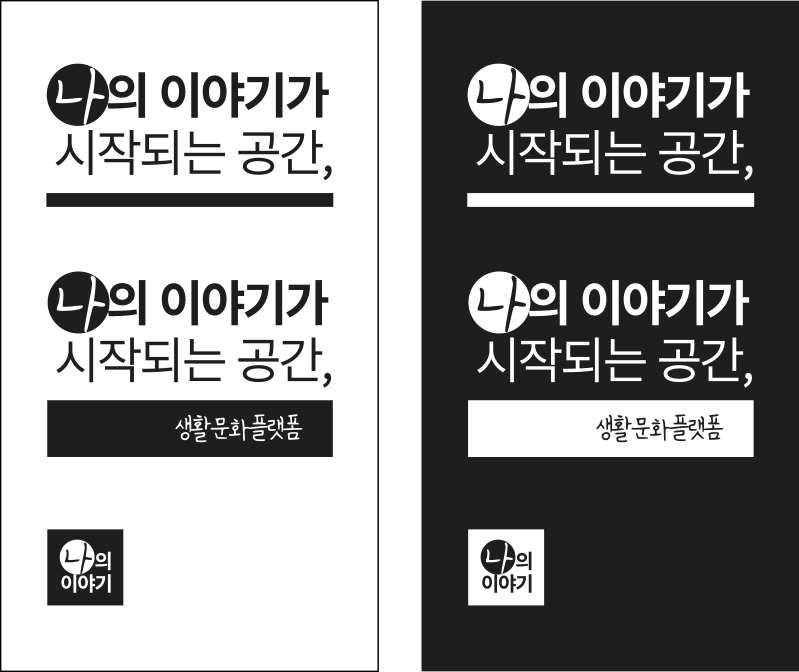 나의 이야기가
시작되는 공간,
나의 이야기가
시작되는 공간,
생활문화플랫폼
나의
이야기
나의 이야기가
시작되는 공간,
나의 이야기가
시작되는 공간,
생활문화플랫폼
나의
이야기